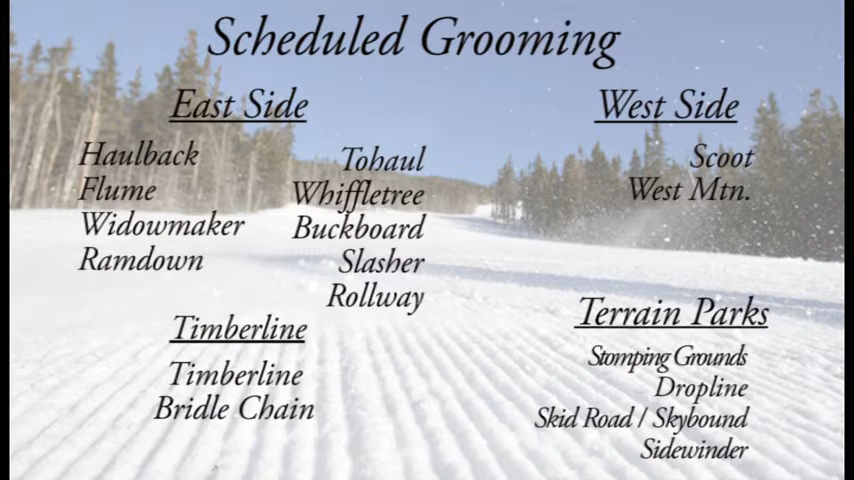 Scheduled Grooming
East Side
Haulback
Flume
Widowmaker
Ramdown
Tohaul
Whiffletree
Buckboard
Slasher
Rollway
West Side
Scoot
West Mtn.
Timberline
Timberline
Bridle Chain
Terrain Parks
Stomping Grounds
Dropline
Skid Road / Skybound
Sidewinder